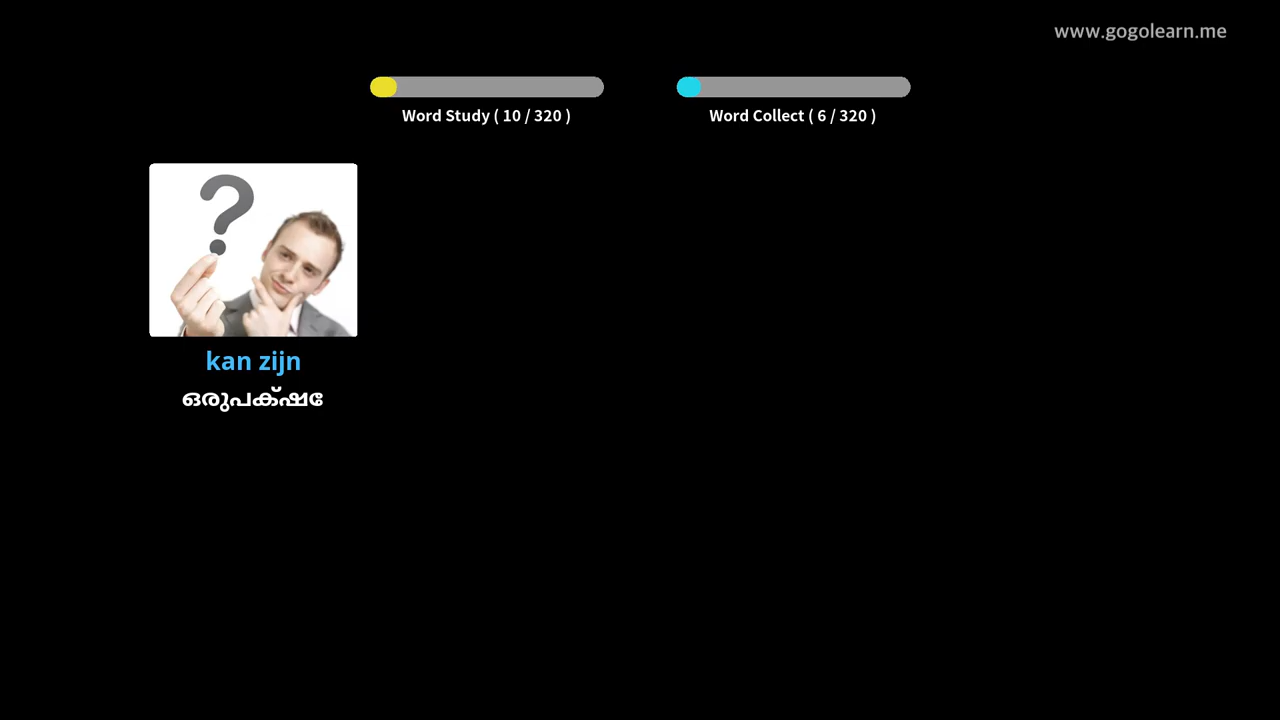 www.gogolearn.me
Word Study ( 10 / 320 )
Word Collect ( 6 / 320 )
?
kan zijn
ഒരുപക്ഷേ